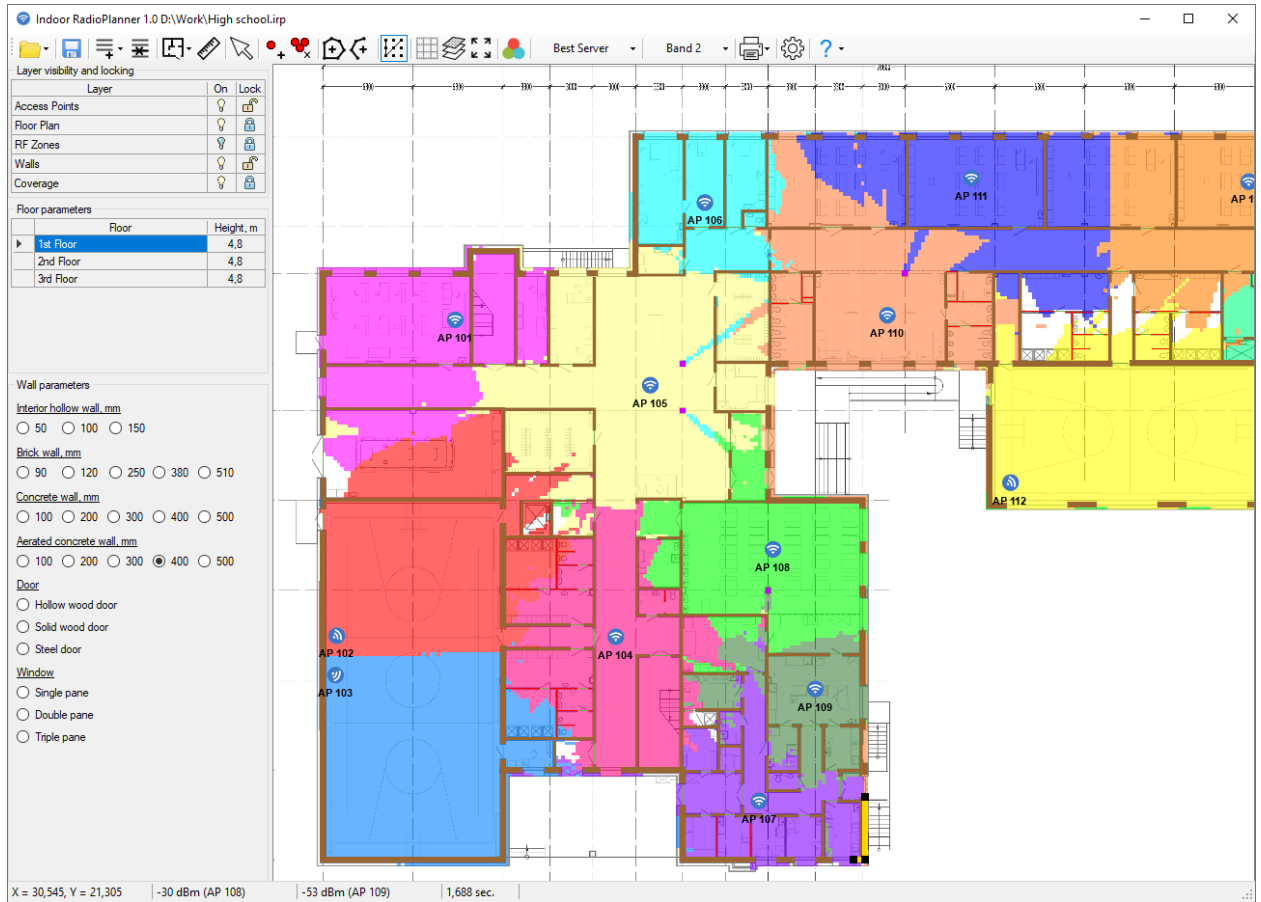 Indoor RadioPlanner 1.0 D:\Work\High school.irp
Best Server
Band 2
Layer visibility and locking
Layer On Lock
Access Points
Floor Plan
RF Zones
Walls
Coverage
Floor parameters
Floor Height, m
1st Floor 4,8
2nd Floor 4,8
3rd Floor 4,8
Wall parameters
Interior hollow wall, mm
50 100 150
Brick wall, mm
90 120 250 380 510
Concrete wall, mm
100 200 300 400 500
Aerated concrete wall, mm
100 200 300 400 500
Door
Hollow wood door
Solid wood door
Steel door
Window
Single pane
Double pane
Triple pane
AP 111
AP 106
AP 110
AP 101
AP 105
AP 112
AP 108
AP 102
AP 104
AP 103
AP 109
AP 107
X = 30,545, Y = 21,305 -30 dBm (AP 108) -53 dBm (AP 109) 1,688 sec.